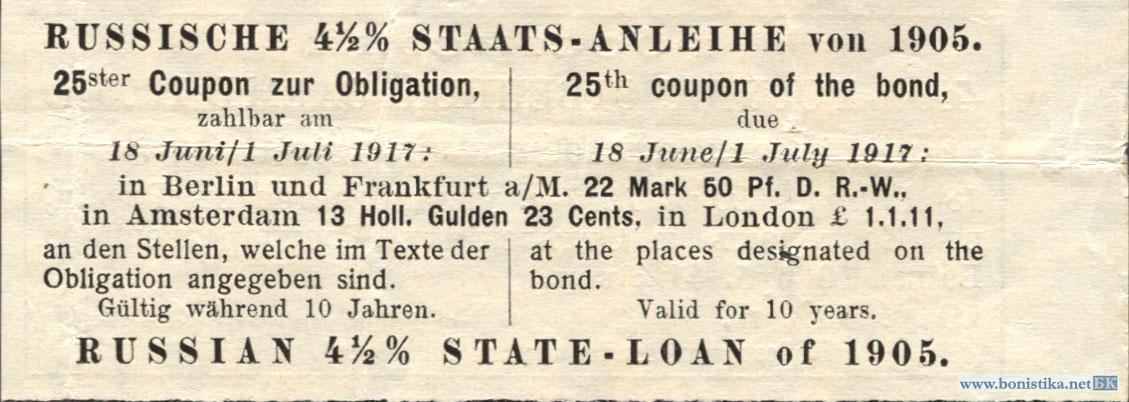 RUSSISCHE 4½% STAATS-ANLEIHE von 1905.
25ster Coupon zur Obligation,
zahlbar am
18 Juni/1 Juli 1917:
25th coupon of the bond,
due
18 June/1 July 1917:
in Berlin und Frankfurt a/M. 22 Mark 50 Pf. D. R.-W.,
in Amsterdam 13 Holl. Gulden 23 Cents, in London £ 1.1.11,
an den Stellen, welche im Texte der
Obligation angegeben sind.
Gültig während 10 Jahren.
at the places designated on the
bond.
Valid for 10 years.
RUSSIAN 4½% STATE-LOAN of 1905.
www.bonistika.net БК